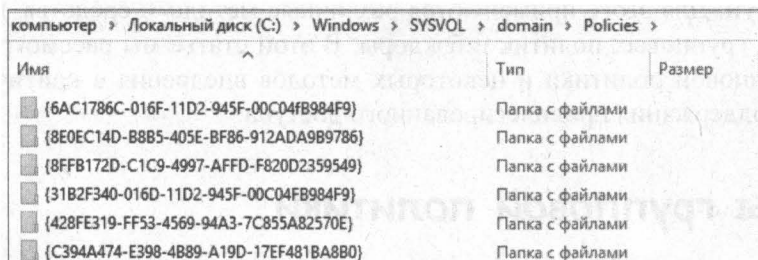 компьютер > Локальный диск (C:) > Windows > SYSVOL > domain > Policies >
Имя Тип Размер
{6AC1786C-016F-11D2-945F-00C04fB984F9} Папка с файлами
{8E0EC14D-B8B5-405E-BF86-912ADA9B9786} Папка с файлами
{8FFB172D-C1C9-4997-AFFD-F820D2359549} Папка с файлами
{31B2F340-016D-11D2-945F-00C04FB984F9} Папка с файлами
{428FE319-FF53-4569-94A3-7C855A82570E} Папка с файлами
{C394A474-E398-4B89-A19D-17EF481BA8B0} Папка с файлами